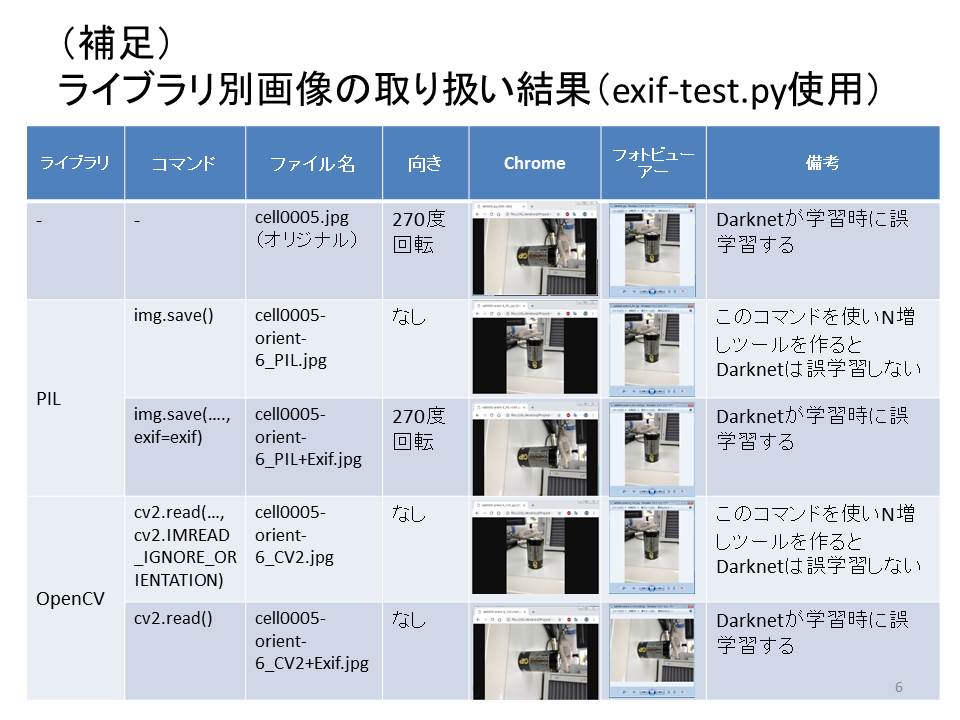 （補足）
ライブラリ別画像の取り扱い結果（exif-test.py使用）
ライブラリ
コマンド
ファイル名
向き
Chrome
フォトビュー
アー
備考
-
-
cell0005.jpg
（オリジナル）
270度
回転
Darknetが学習時に誤
学習する
PIL
img.save()
cell0005-
orient-
6_PIL.jpg
なし
このコマンドを使いN増
しツールを作ると
Darknetは誤学習しない
img.save(....,
exif=exif)
cell0005-
orient-
6_PIL+Exif.jpg
270度
回転
Darknetが学習時に誤
学習する
OpenCV
cv2.read(...,
cv2.IMREAD
_IGNORE_OR
IENTATION)
cell0005-
orient-
6_CV2.jpg
なし
このコマンドを使いN増
しツールを作ると
Darknetは誤学習しない
cv2.read()
cell0005-
orient-
6_CV2+Exif.jpg
なし
Darknetが学習時に誤
学習する
6